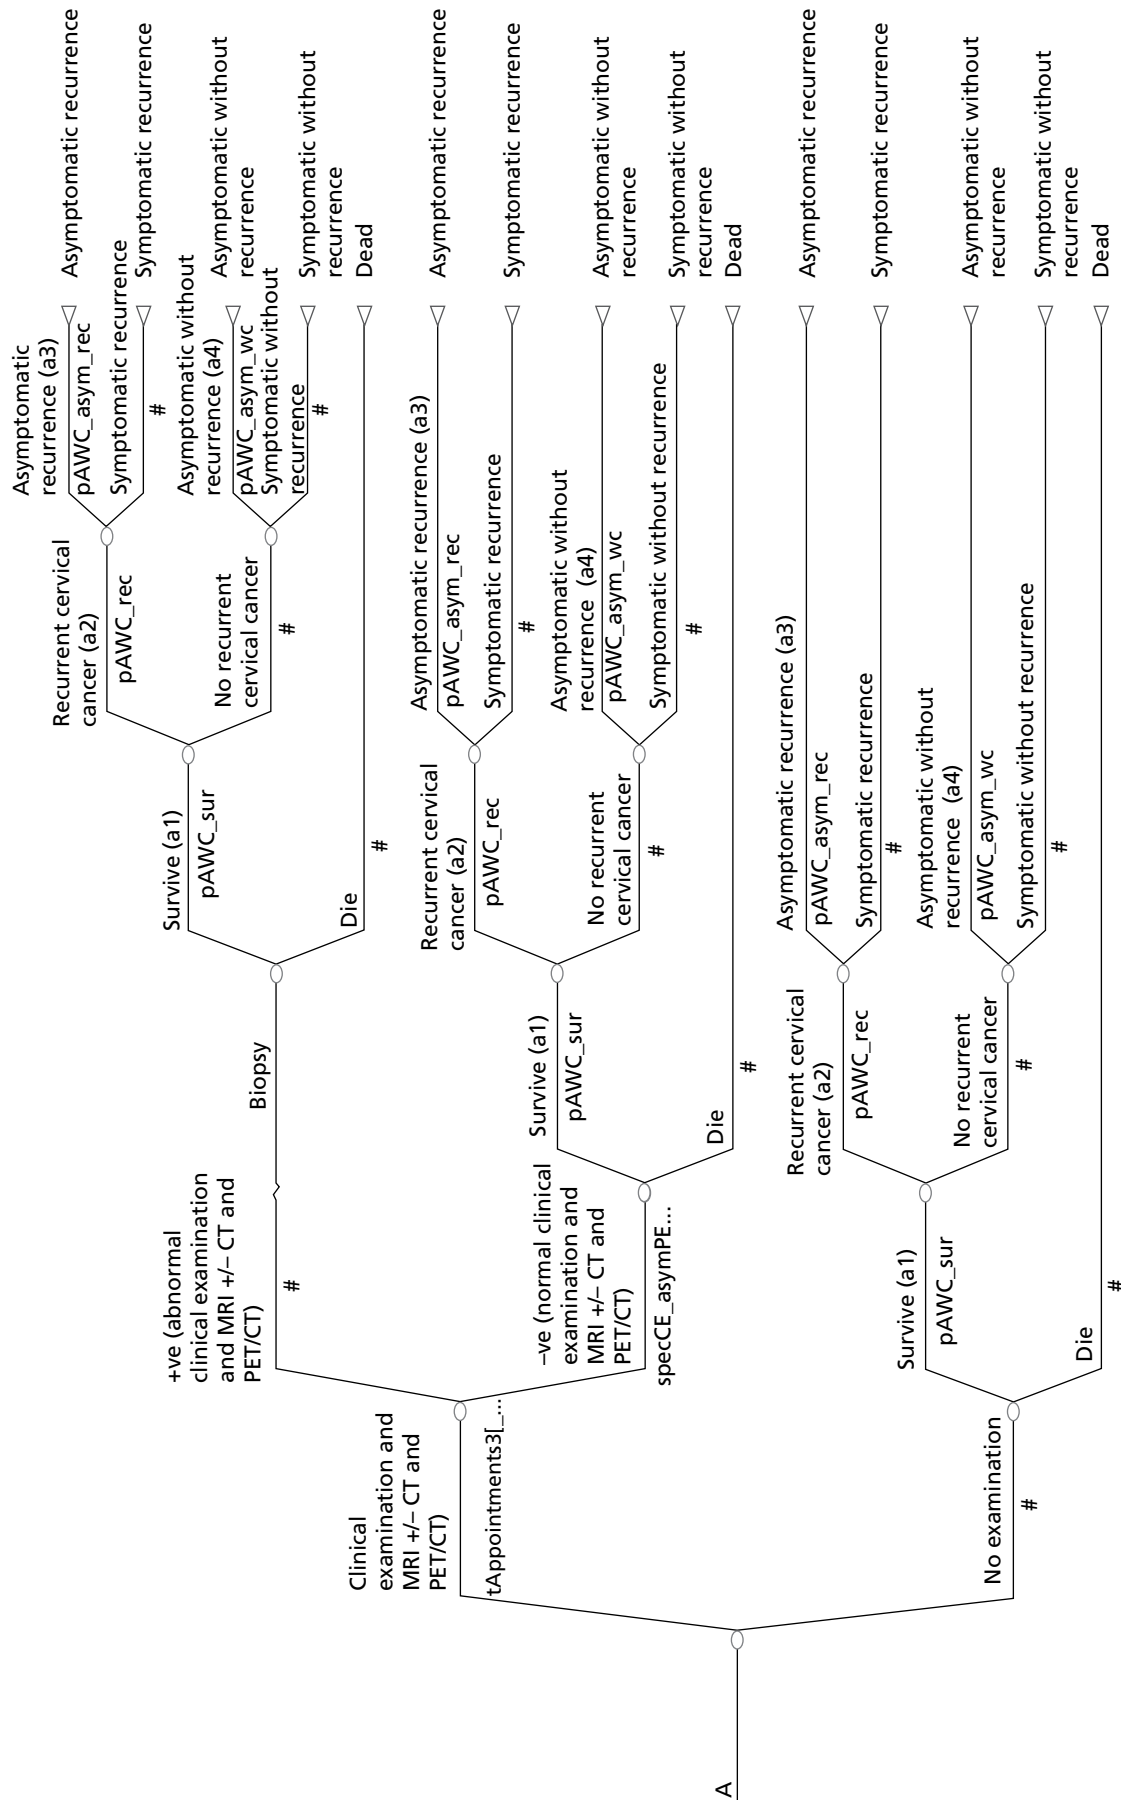 A
Clinical
examination and
MRI +/– CT and
PET/CT)
tAppointments3[_...
+ve (abnormal
clinical examination
and MRI +/– CT and
PET/CT)
#
Biopsy
Survive (a1)
pAWC_sur
Recurrent cervical
cancer (a2)
pAWC_rec
Asymptomatic
recurrence (a3)
pAWC_asym_rec
Asymptomatic recurrence
Symptomatic recurrence
#
Symptomatic recurrence
No recurrent
cervical cancer
#
Asymptomatic without
recurrence (a4)
pAWC_asym_wc
Asymptomatic without
recurrence
Symptomatic without
recurrence
#
Symptomatic without
recurrence
Die
#
Dead
–ve (normal clinical
examination and
MRI +/– CT and
PET/CT)
specCE_asymPE...
Survive (a1)
pAWC_sur
Recurrent cervical
cancer (a2)
pAWC_rec
Asymptomatic recurrence (a3)
pAWC_asym_rec
Asymptomatic recurrence
Symptomatic recurrence
#
Symptomatic recurrence
No recurrent
cervical cancer
#
Asymptomatic without
recurrence (a4)
pAWC_asym_wc
Asymptomatic without
recurrence
Symptomatic without recurrence
#
Symptomatic without
recurrence
Die
#
Dead
No examination
#
Survive (a1)
pAWC_sur
Recurrent cervical
cancer (a2)
pAWC_rec
Asymptomatic recurrence (a3)
pAWC_asym_rec
Asymptomatic recurrence
Symptomatic recurrence
#
Symptomatic recurrence
No recurrent
cervical cancer
#
Asymptomatic without
recurrence (a4)
pAWC_asym_wc
Asymptomatic without
recurrence
Symptomatic without recurrence
#
Symptomatic without
recurrence
Die
#
Dead